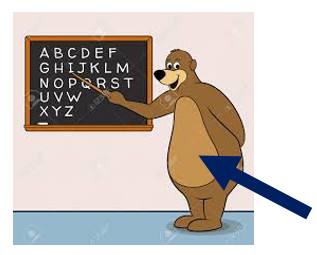 ABCDEF
GHIJKLM
NOPQRST
UVW
XYZ